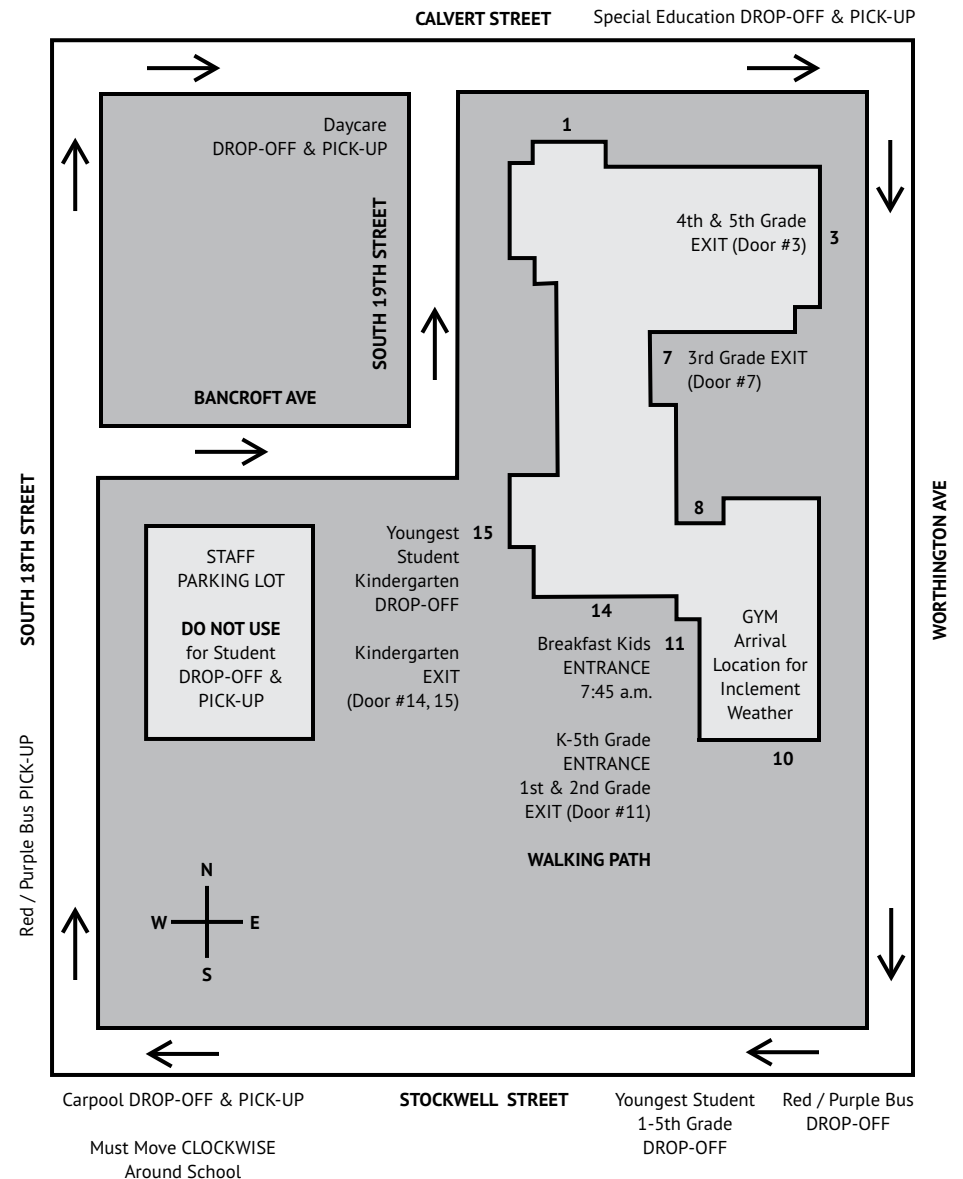 CALVERT STREET
Special Education DROP-OFF & PICK-UP
Daycare
DROP-OFF & PICK-UP
SOUTH 19TH STREET
BANCROFT AVE
1
4th & 5th Grade
EXIT (Door #3)
3
7
3rd Grade EXIT
(Door #7)
8
SOUTH 18TH STREET
WORTHINGTON AVE
STAFF
PARKING LOT
DO NOT USE
for Student
DROP-OFF &
PICK-UP
Youngest
Student
Kindergarten
DROP-OFF
15
Kindergarten
EXIT
(Door #14, 15)
14
Breakfast Kids
ENTRANCE
7:45 a.m.
11
K-5th Grade
ENTRANCE
1st & 2nd Grade
EXIT (Door #11)
WALKING PATH
GYM
Arrival
Location for
Inclement
Weather
10
Red / Purple Bus PICK-UP
N
W
E
S
Carpool DROP-OFF & PICK-UP
Must Move CLOCKWISE
Around School
STOCKWELL STREET
Youngest Student
1-5th Grade
DROP-OFF
Red / Purple Bus
DROP-OFF